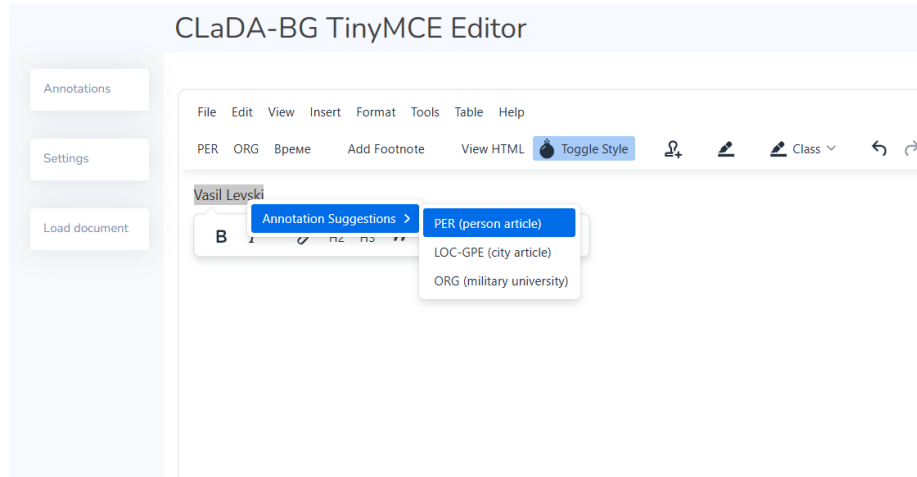 CLaDA-BG TinyMCE Editor
Annotations
Settings
Load document
File Edit View Insert Format Tools Table Help
PER ORG Време Add Footnote View HTML Toggle Style Class
Vasil Levski
Annotation Suggestions
B I H2 H3
PER (person article)
LOC-GPE (city article)
ORG (military university)